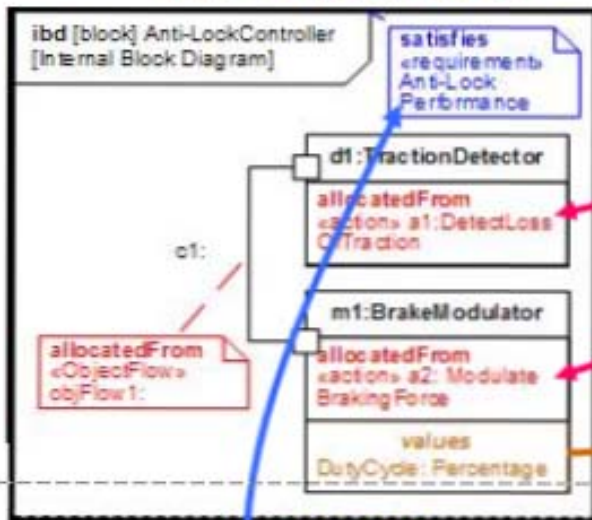 ibd [block] Anti-LockController
[Internal Block Diagram]
satisfies
«requirement»
Anti-Lock
Performance
d1:TractionDetector
allocatedFrom
«action» a1:DetectLoss
OfTraction
c1:
m1:BrakeModulator
allocatedFrom
«action» a2: Modulate
BrakingForce
allocatedFrom
«ObjectFlow»
objFlow1:
values
DutyCycle: Percentage